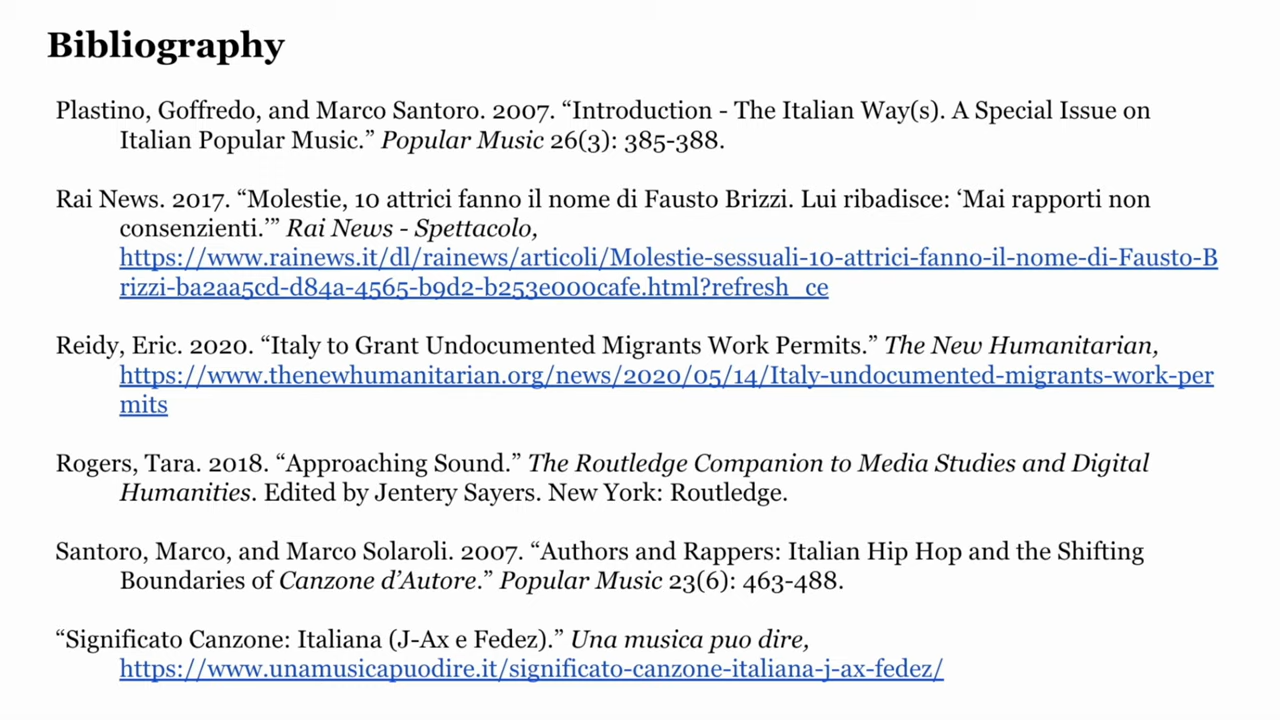 Bibliography
Plastino, Goffredo, and Marco Santoro. 2007. “Introduction - The Italian Way(s). A Special Issue on
Italian Popular Music.” Popular Music 26(3): 385-388.
Rai News. 2017. “Molestie, 10 attrici fanno il nome di Fausto Brizzi. Lui ribadisce: ‘Mai rapporti non
consenzienti.’” Rai News - Spettacolo,
https://www.rainews.it/dl/rainews/articoli/Molestie-sessuali-10-attrici-fanno-il-nome-di-Fausto-B
rizzi-ba2aa5cd-d84a-4565-b9d2-b253e000cafe.html?refresh_ce
Reidy, Eric. 2020. “Italy to Grant Undocumented Migrants Work Permits.” The New Humanitarian,
https://www.thenewhumanitarian.org/news/2020/05/14/Italy-undocumented-migrants-work-per
mits
Rogers, Tara. 2018. “Approaching Sound.” The Routledge Companion to Media Studies and Digital
Humanities. Edited by Jentery Sayers. New York: Routledge.
Santoro, Marco, and Marco Solaroli. 2007. “Authors and Rappers: Italian Hip Hop and the Shifting
Boundaries of Canzone d’Autore.” Popular Music 23(6): 463-488.
“Significato Canzone: Italiana (J-Ax e Fedez).” Una musica puo dire,
https://www.unamusicapuodire.it/significato-canzone-italiana-j-ax-fedez/